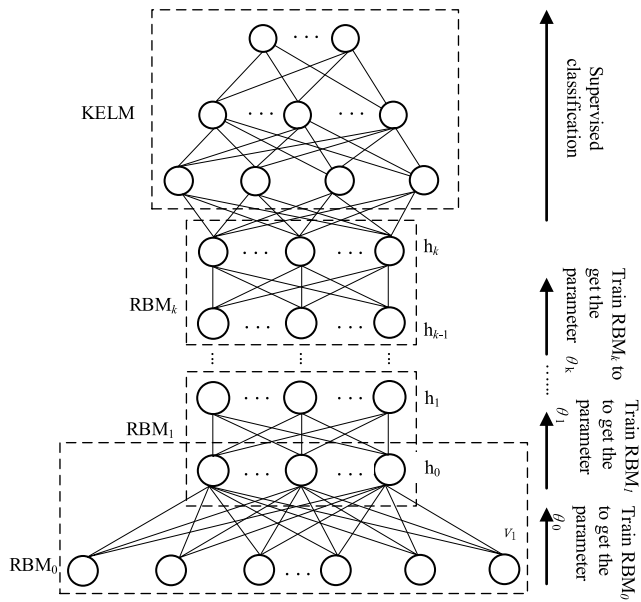 KELM
Supervised
classification
h_k
RBM_k
h_{k-1}
Train RBM_k to
get the
parameter θ_k
h_1
RBM_1
h_0
Train RBM_1
to get the
parameter
θ_1
V_1
RBM_0
Train RBM_0
to get the
parameter
θ_0